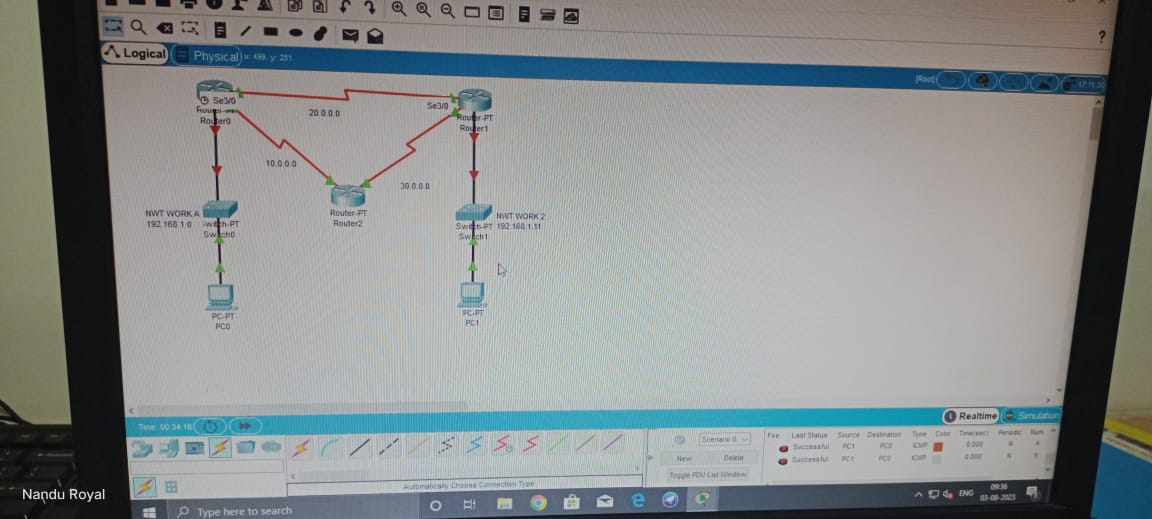 ?
Logical
Physical x: 499, y: 251
[Root]
17:11:30
Se3/0
Router0
20.0.0.0
Se3/0
Router-PT
Router1
10.0.0.0
30.0.0.0
Router-PT
Router2
NWT WORK A
192.168.1.0
Switch-PT
Switch0
NWT WORK 2
Switch-PT 192.168.1.11
Switch1
PC-PT
PC0
PC-PT
PC1
Time: 00:34:16
Realtime
Simulation
Scenario 0
New
Delete
Toggle PDU List Window
Fire Last Status Source Destination Type Color Time(sec) Periodic Num
Successful PC1 PC0 ICMP 0.000 N 4
Successful PC1 PC0 ICMP 0.000 N 5
Automatically Choose Connection Type
Type here to search
ENG
09:36
03-08-2023
Nandu Royal